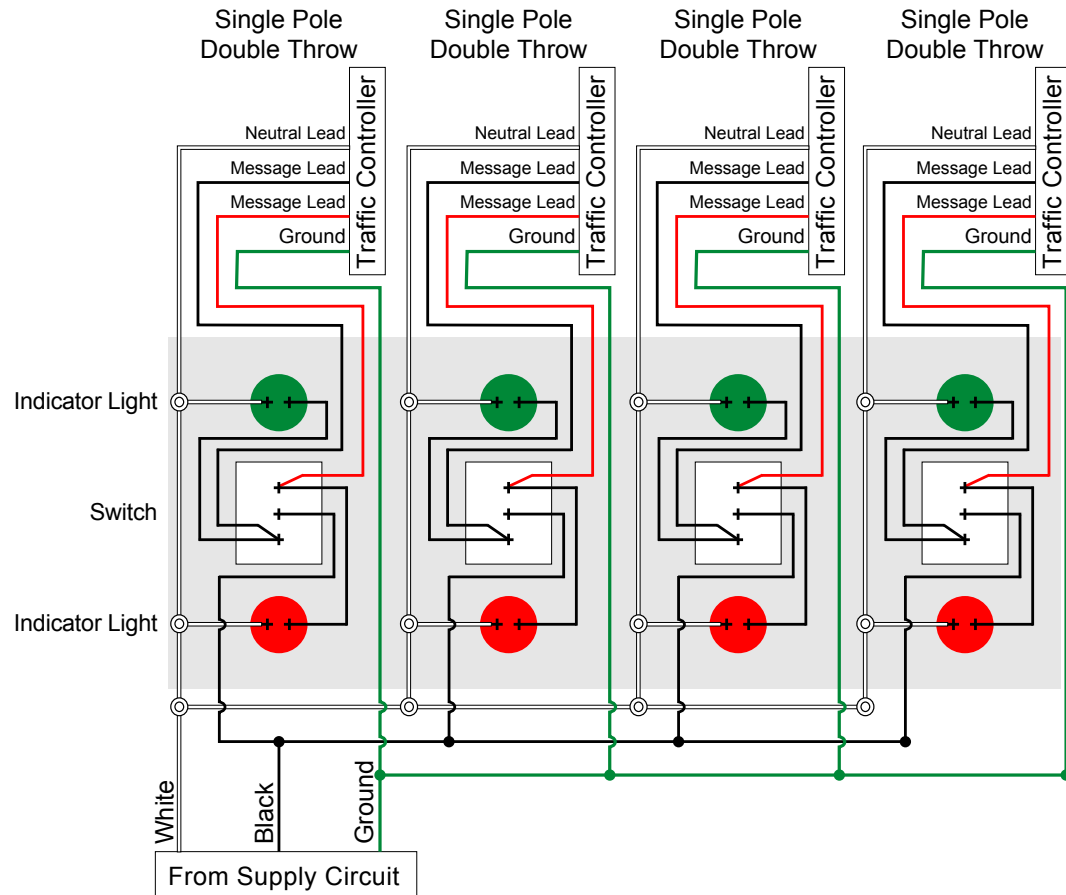 Single Pole
Double Throw
Single Pole
Double Throw
Single Pole
Double Throw
Single Pole
Double Throw
Neutral Lead
Message Lead
Message Lead
Ground
Traffic Controller
Neutral Lead
Message Lead
Message Lead
Ground
Traffic Controller
Neutral Lead
Message Lead
Message Lead
Ground
Traffic Controller
Neutral Lead
Message Lead
Message Lead
Ground
Traffic Controller
Indicator Light
Switch
Indicator Light
White
Black
Ground
From Supply Circuit